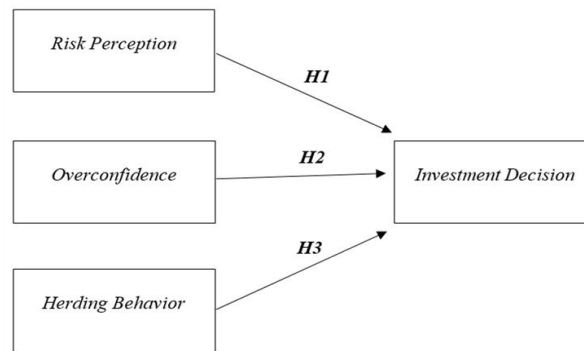 Risk Perception
H1
Overconfidence
H2
Investment Decision
H3
Herding Behavior